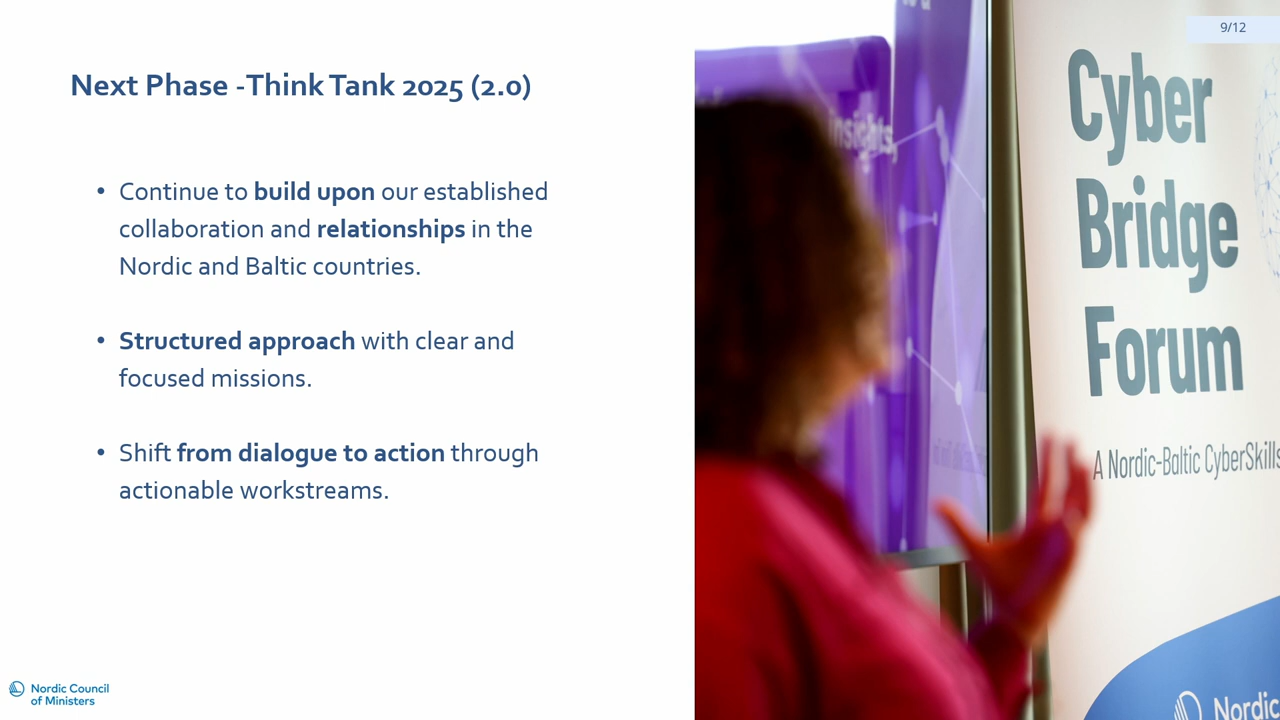 9/12
Next Phase -Think Tank 2025 (2.0)
• Continue to build upon our established
collaboration and relationships in the
Nordic and Baltic countries.
• Structured approach with clear and
focused missions.
• Shift from dialogue to action through
actionable workstreams.
Nordic Council
of Ministers
insights,
Cyber
Bridge
Forum
A Nordic-Baltic CyberSkills
Nordic